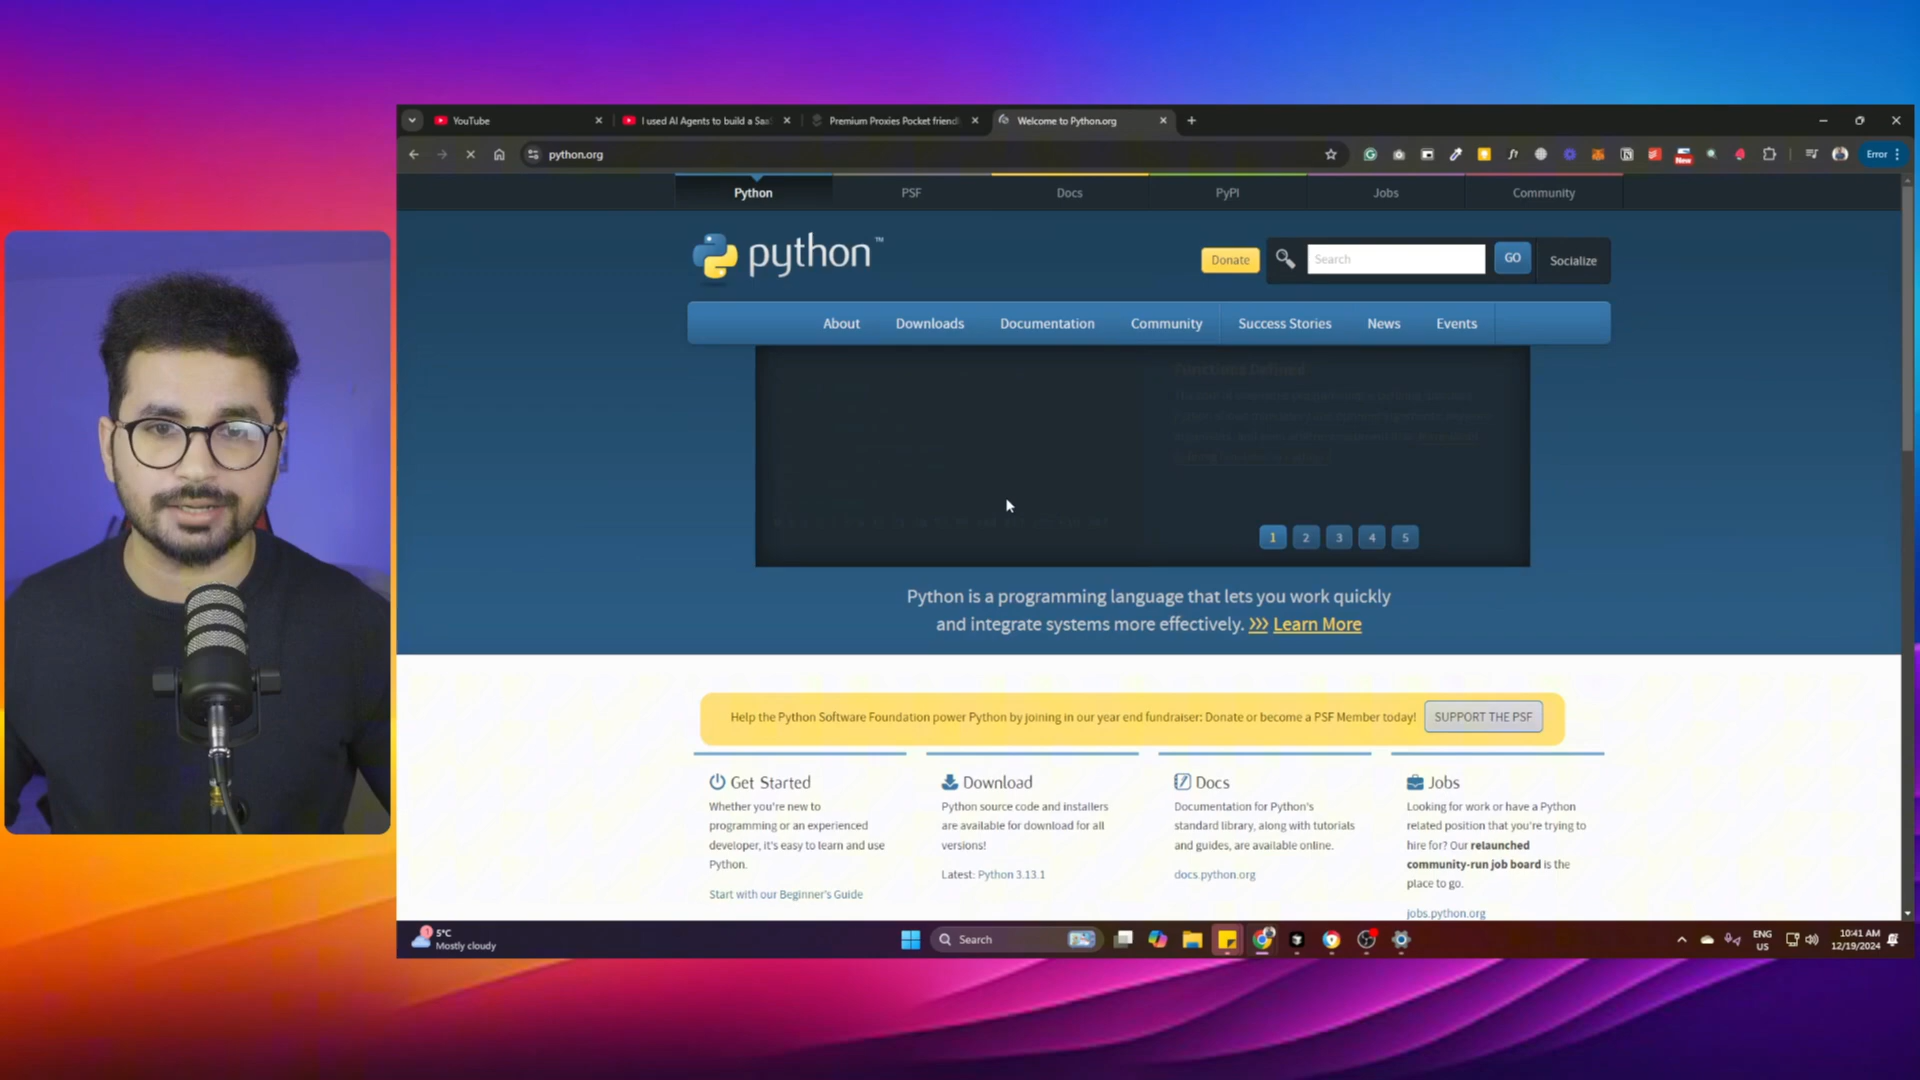 YouTube
I used AI Agents to build a Saa
Premium Proxies Pocket friend
Welcome to Python.org
python.org
Error
New
Python
PSF
Docs
PyPI
Jobs
Community
python™
Donate
Search
GO
Socialize
About
Downloads
Documentation
Community
Success Stories
News
Events
Functions Defined
1
2
3
4
5
Python is a programming language that lets you work quickly
and integrate systems more effectively. >>> Learn More
Help the Python Software Foundation power Python by joining in our year end fundraiser: Donate or become a PSF Member today!
SUPPORT THE PSF
Get Started
Whether you're new to
programming or an experienced
developer, it's easy to learn and use
Python.
Start with our Beginner's Guide
Download
Python source code and installers
are available for download for all
versions!
Latest: Python 3.13.1
Docs
Documentation for Python's
standard library, along with tutorials
and guides, are available online.
docs.python.org
Jobs
Looking for work or have a Python
related position that you're trying to
hire for? Our relaunched
community-run job board is the
place to go.
jobs.python.org
1
5°C
Mostly cloudy
Search
ENG
US
10:41 AM
12/19/2024